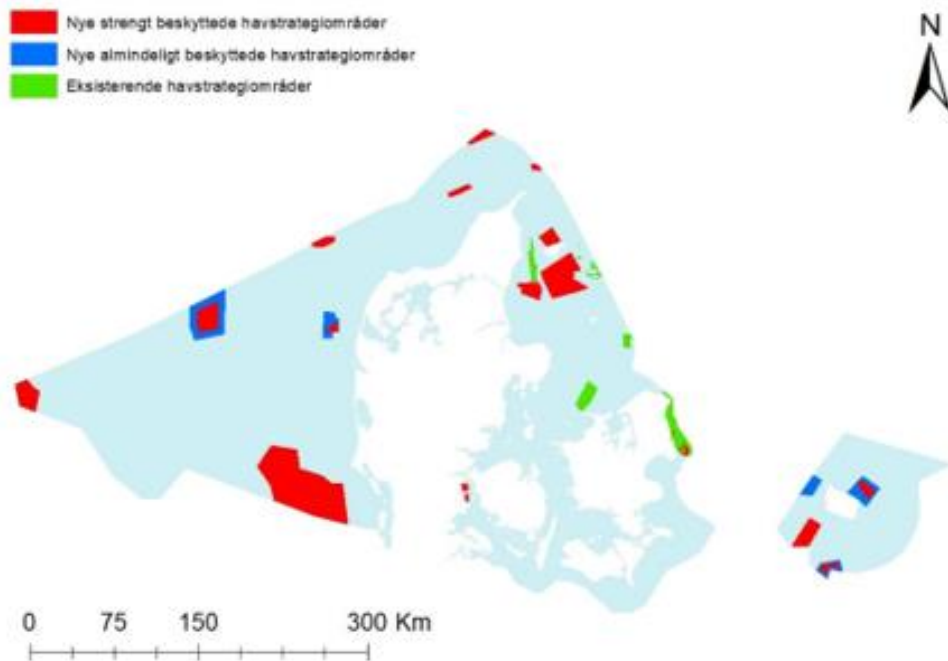 Nye strengt beskyttede havstrategiområder
Nye almindeligt beskyttede havstrategiområder
Eksisterende havstrategiområder
N
0 75 150 300 Km